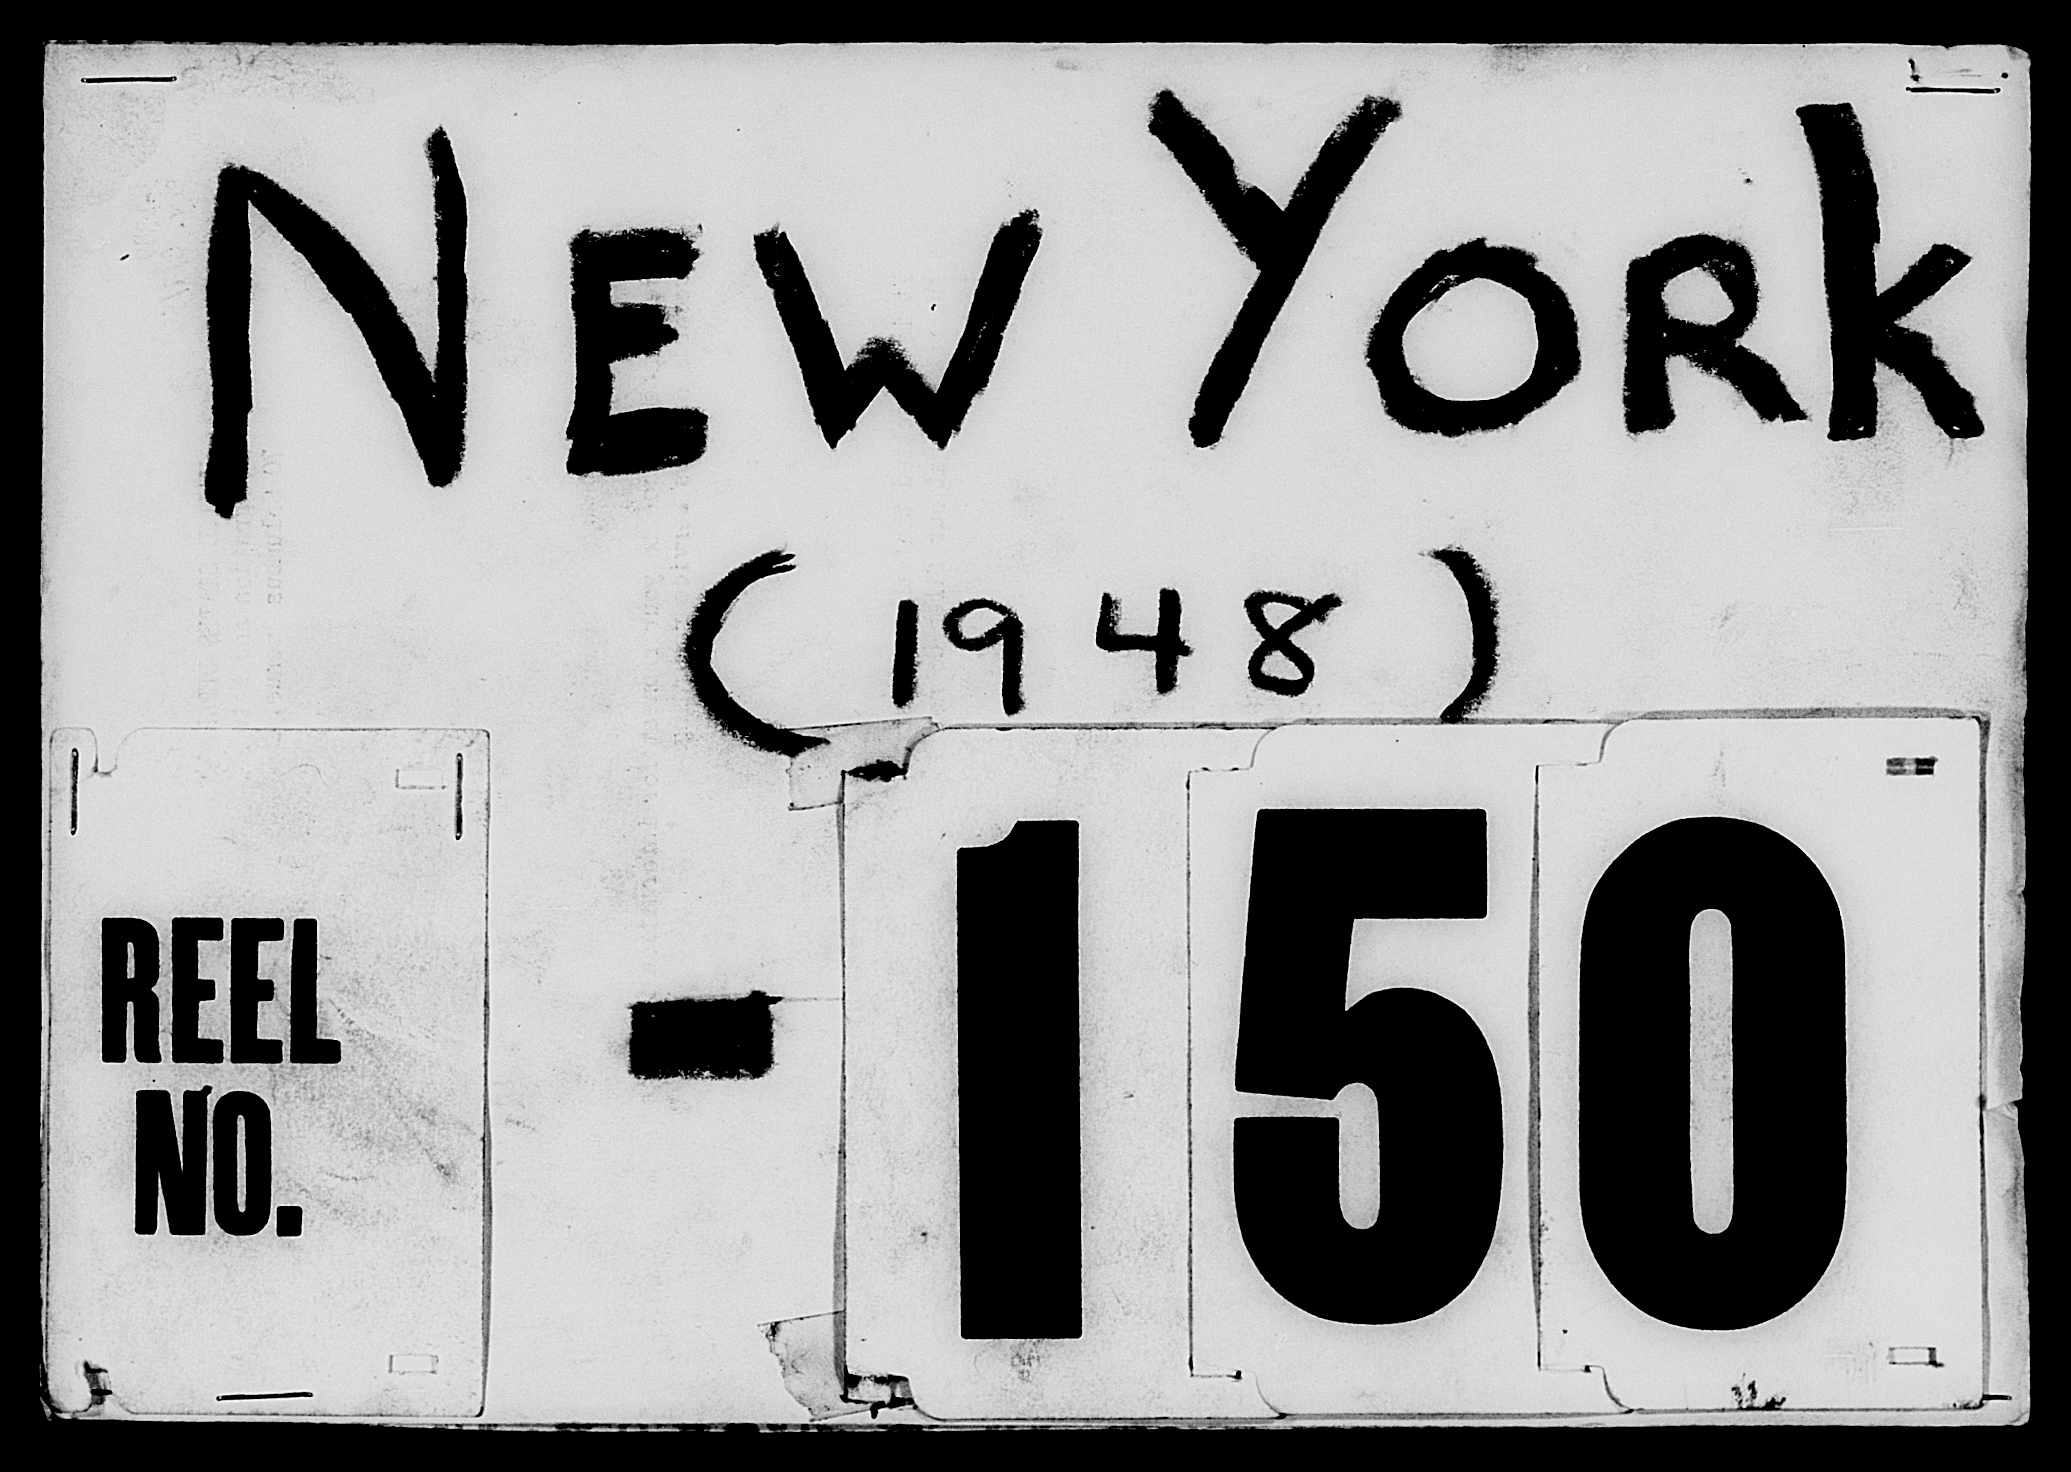 NEW YORK
(1948)
REEL
NO. - 150